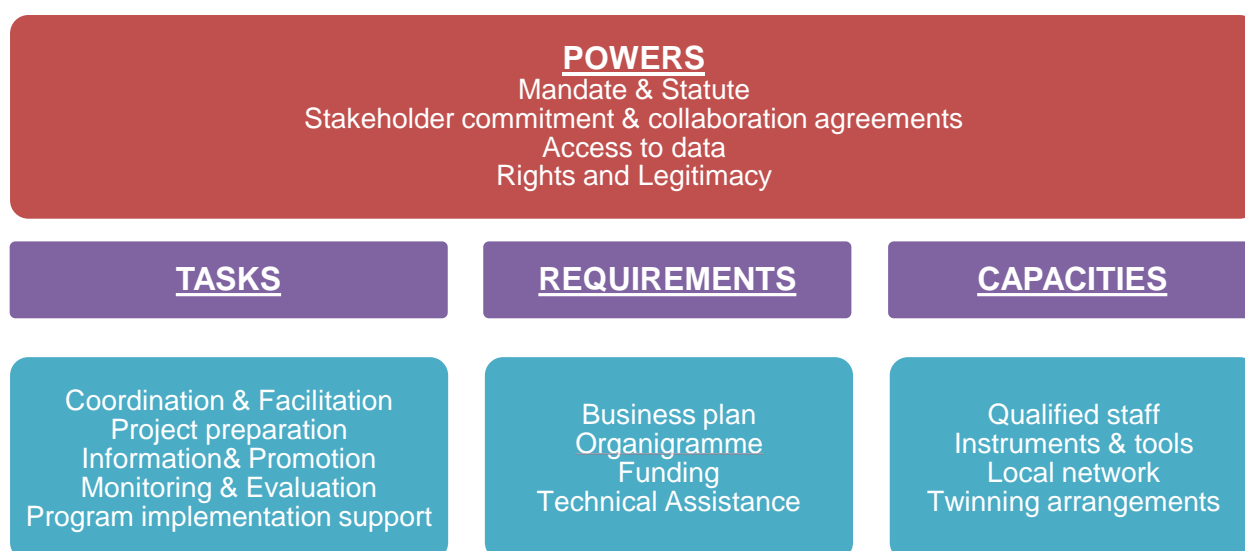 POWERS
Mandate & Statute
Stakeholder commitment & collaboration agreements
Access to data
Rights and Legitimacy
TASKS
REQUIREMENTS
CAPACITIES
Coordination & Facilitation
Project preparation
Information& Promotion
Monitoring & Evaluation
Program implementation support
Business plan
Organigramme
Funding
Technical Assistance
Qualified staff
Instruments & tools
Local network
Twinning arrangements